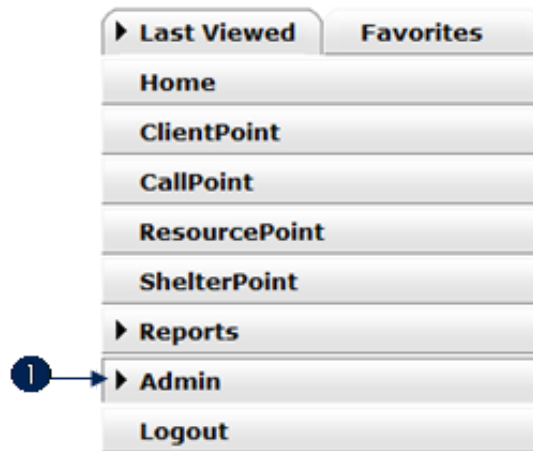 Last Viewed Favorites
Home
ClientPoint
CallPoint
ResourcePoint
ShelterPoint
Reports
1 Admin
Logout